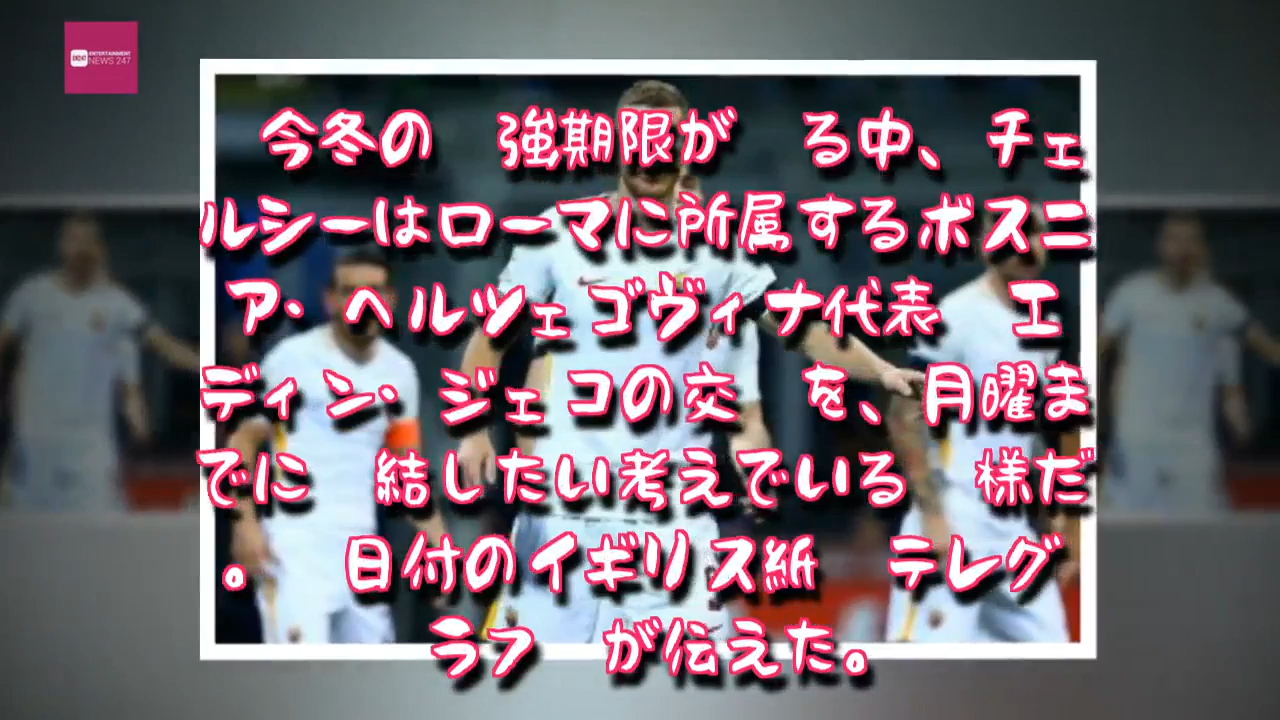 ENTERTAINMENT
NEWS 247
今冬の　強期限が　る中、チェ
ルシーはローマに所属するボスニ
ア・ヘルツェゴヴィナ代表　エ
ディン・ジェコの交　を、月曜ま
でに　結したい考えでいる　様だ
。　　日付のイギリス紙　テレグ
ラフ　が伝えた。